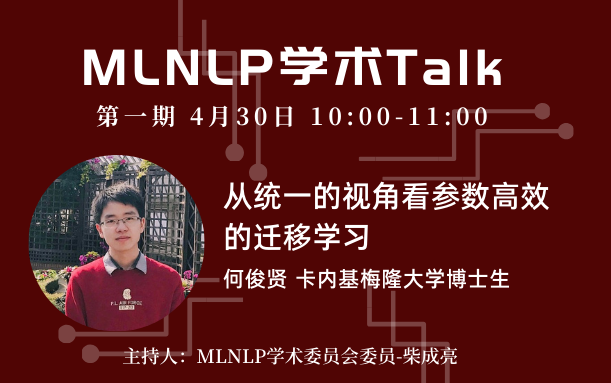 MLNLP学术Talk
第一期 4月30日 10:00-11:00
从统一的视角看参数高效
的迁移学习
何俊贤 卡内基梅隆大学博士生
主持人：MLNLP学术委员会委员-柴成亮